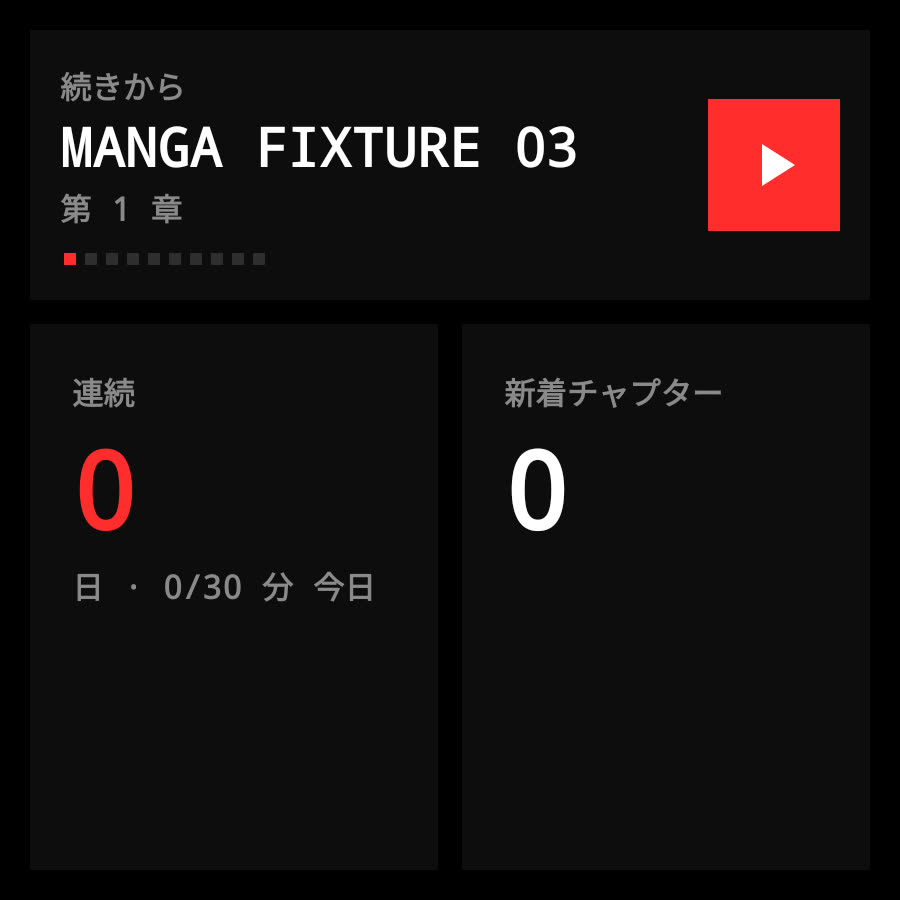 続きから
MANGA FIXTURE 03
第 1 章
連続
0
日 · 0/30 分 今日
新着チャプター
0